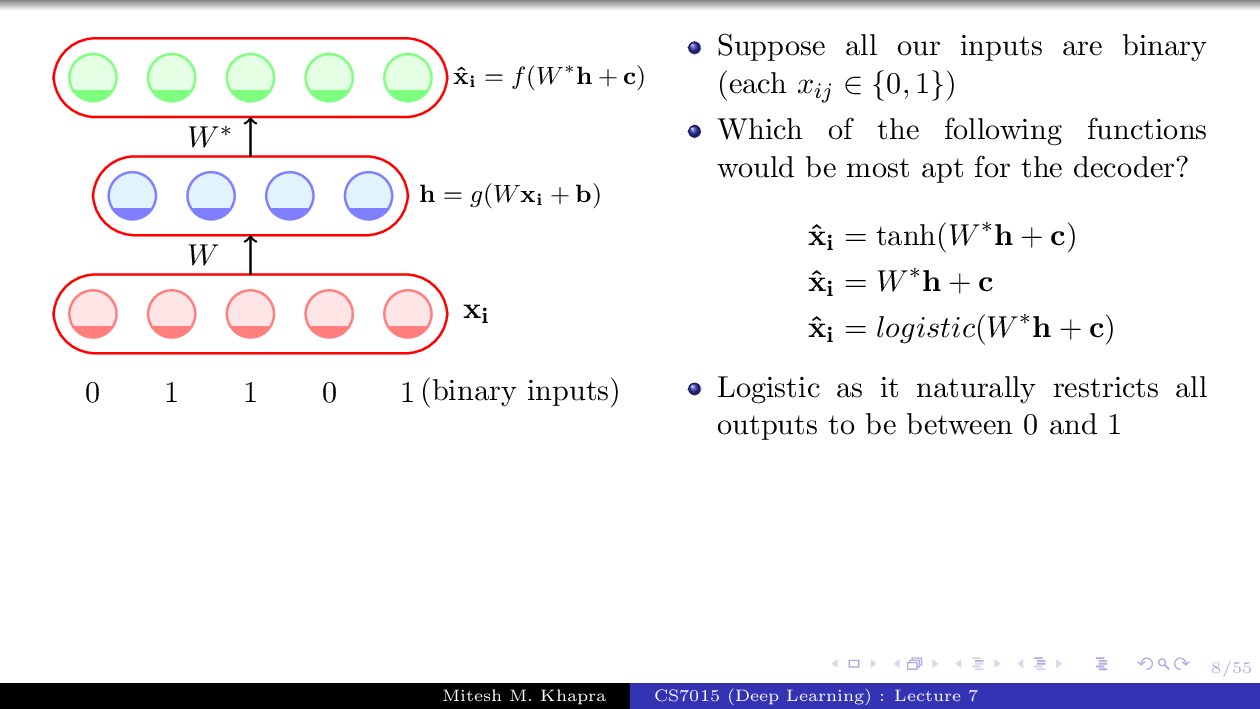 x̂ᵢ = f(W*h + c)
W*
h = g(Wxᵢ + b)
W
xᵢ
0 1 1 0 1 (binary inputs)
Suppose all our inputs are binary
(each xᵢⱼ ∈ {0, 1})
Which of the following functions
would be most apt for the decoder?
x̂ᵢ = tanh(W*h + c)
x̂ᵢ = W*h + c
x̂ᵢ = logistic(W*h + c)
Logistic as it naturally restricts all
outputs to be between 0 and 1
8/55
Mitesh M. Khapra
CS7015 (Deep Learning) : Lecture 7